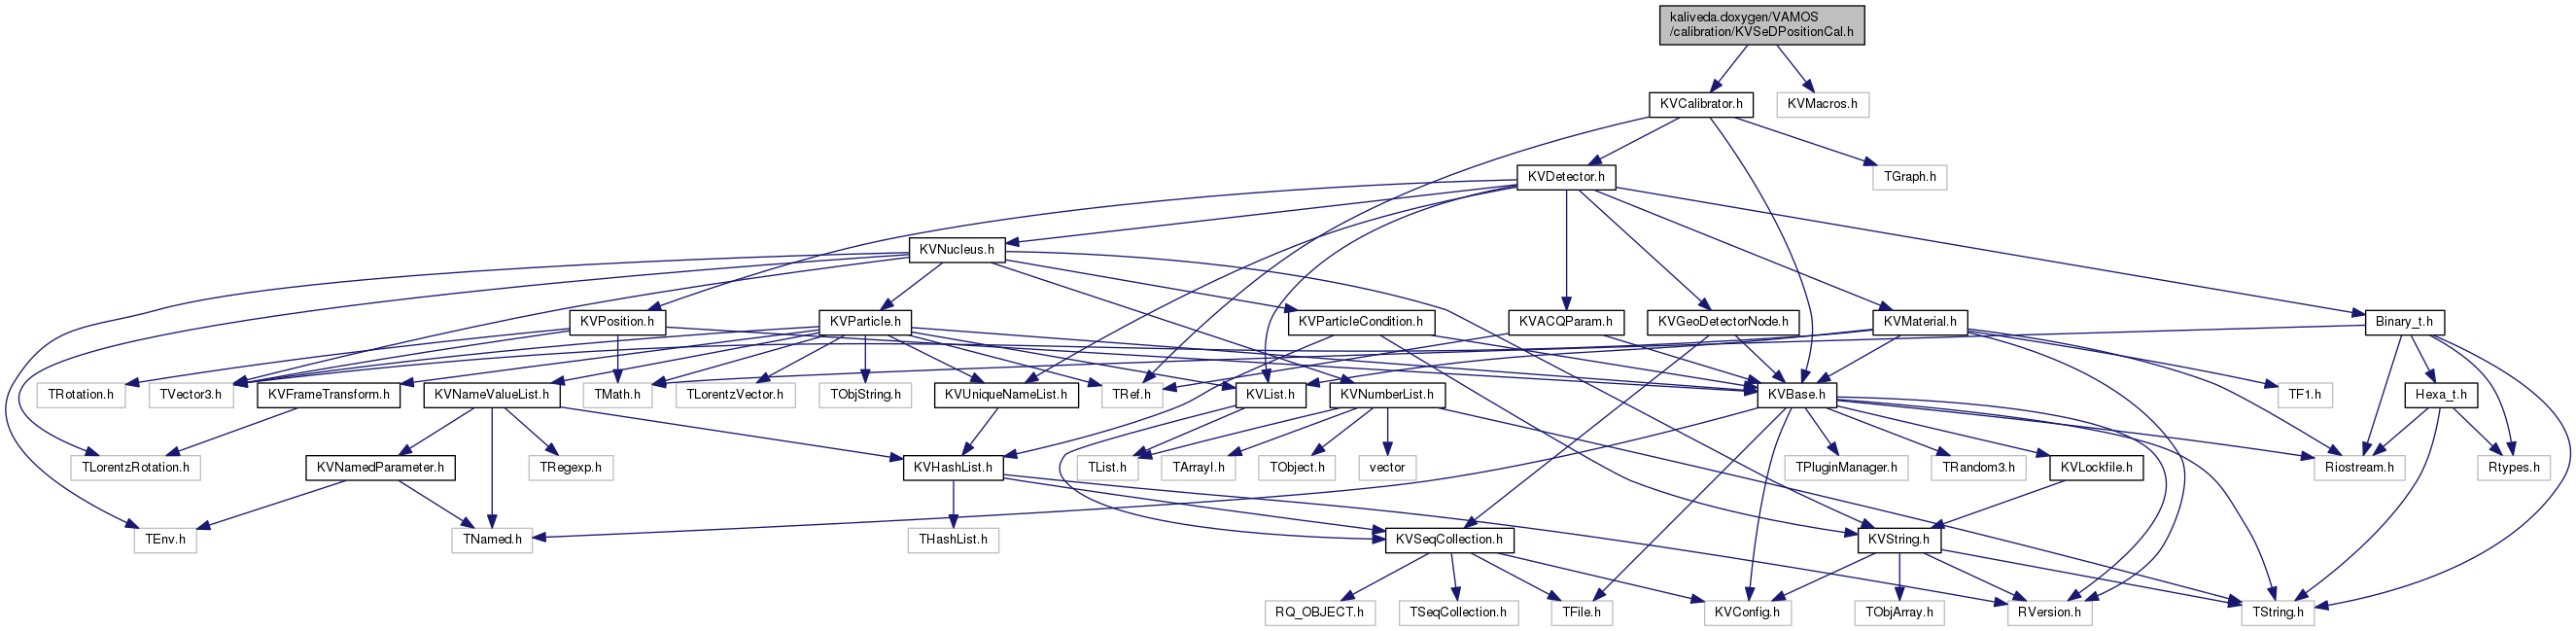 kaliveda.doxygen/VAMOS
/calibration/KVSeDPositionCal.h
KVCalibrator.h
KVMacros.h
KVDetector.h
TGraph.h
KVNucleus.h
KVPosition.h
KVParticle.h
KVParticleCondition.h
KVACQParam.h
KVGeoDetectorNode.h
KVMaterial.h
Binary_t.h
TRotation.h
TVector3.h
KVFrameTransform.h
KVNameValueList.h
TMath.h
TLorentzVector.h
TObjString.h
KVUniqueNameList.h
TRef.h
KVList.h
KVNumberList.h
KVBase.h
TF1.h
Hexa_t.h
TLorentzRotation.h
KVNamedParameter.h
TRegexp.h
KVHashList.h
TList.h
TArrayI.h
TObject.h
vector
TPluginManager.h
TRandom3.h
KVLockfile.h
Riostream.h
Rtypes.h
TEnv.h
TNamed.h
THashList.h
KVSeqCollection.h
KVString.h
RQ_OBJECT.h
TSeqCollection.h
TFile.h
KVConfig.h
TObjArray.h
RVersion.h
TString.h